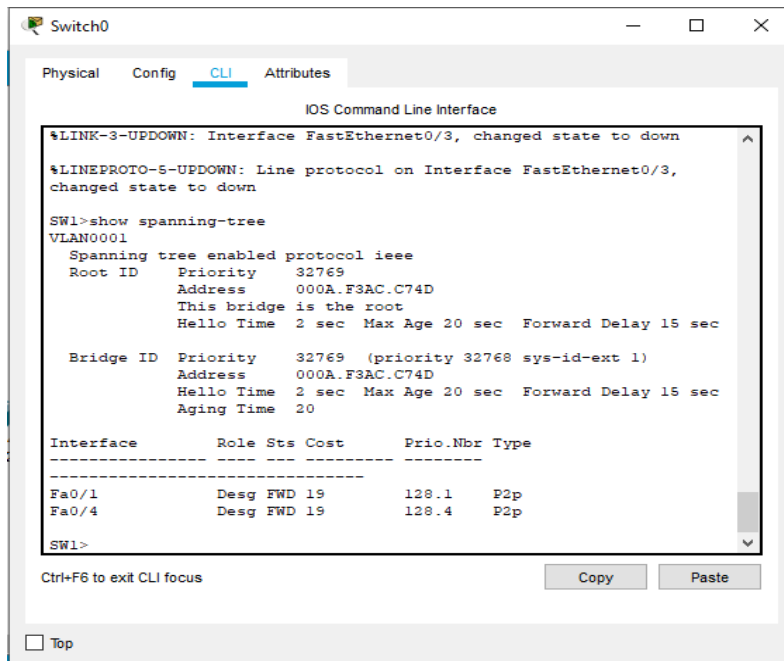 Switch0
Physical Config CLI Attributes
IOS Command Line Interface
%LINK-3-UPDOWN: Interface FastEthernet0/3, changed state to down
%LINEPROTO-5-UPDOWN: Line protocol on Interface FastEthernet0/3,
changed state to down
SW1>show spanning-tree
VLAN0001
  Spanning tree enabled protocol ieee
  Root ID    Priority    32769
             Address     000A.F3AC.C74D
             This bridge is the root
             Hello Time  2 sec  Max Age 20 sec  Forward Delay 15 sec
  Bridge ID  Priority    32769  (priority 32768 sys-id-ext 1)
             Address     000A.F3AC.C74D
             Hello Time  2 sec  Max Age 20 sec  Forward Delay 15 sec
             Aging Time  20
Interface        Role Sts Cost      Prio.Nbr Type
---------------- ---- --- --------- --------
--------------------------------
Fa0/1            Desg FWD 19        128.1    P2p
Fa0/4            Desg FWD 19        128.4    P2p
SW1>
Ctrl+F6 to exit CLI focus Copy Paste
Top